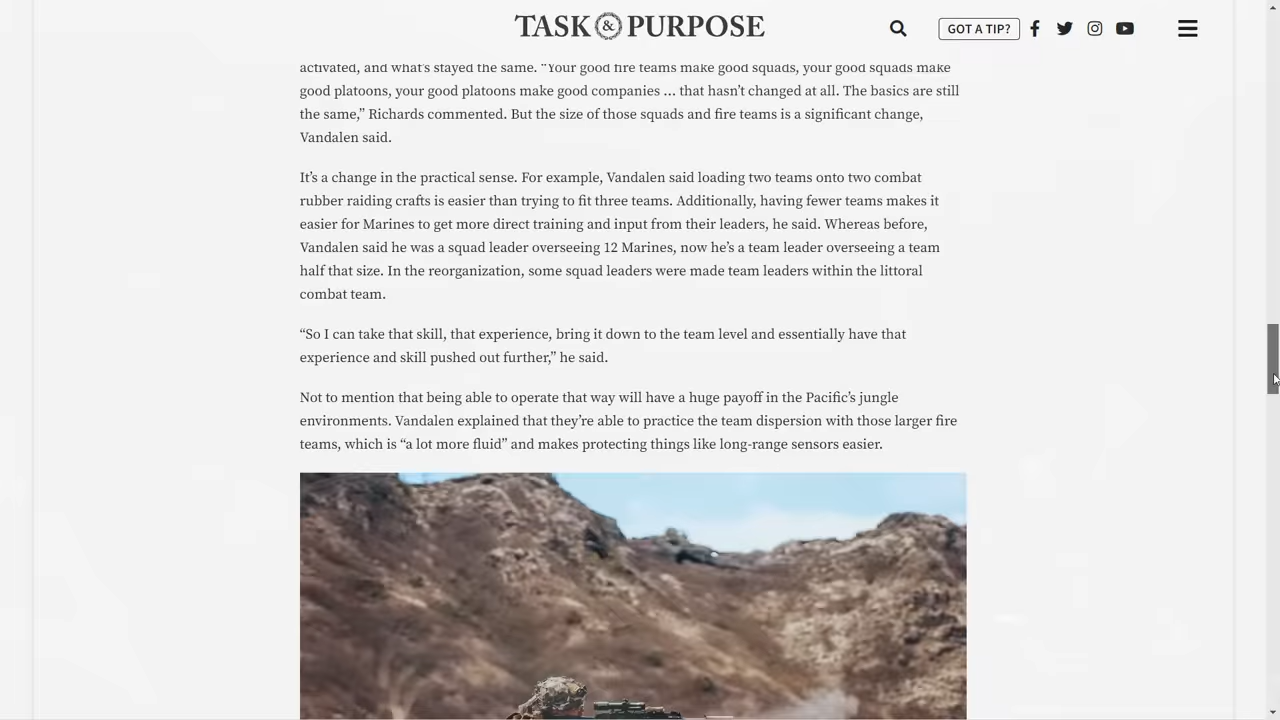 TASK & PURPOSE
GOT A TIP?
activated, and what's stayed the same. “Your good fire teams make good squads, your good squads make
good platoons, your good platoons make good companies … that hasn’t changed at all. The basics are still
the same,” Richards commented. But the size of those squads and fire teams is a significant change,
Vandalen said.
It’s a change in the practical sense. For example, Vandalen said loading two teams onto two combat
rubber raiding crafts is easier than trying to fit three teams. Additionally, having fewer teams makes it
easier for Marines to get more direct training and input from their leaders, he said. Whereas before,
Vandalen said he was a squad leader overseeing 12 Marines, now he’s a team leader overseeing a team
half that size. In the reorganization, some squad leaders were made team leaders within the littoral
combat team.
“So I can take that skill, that experience, bring it down to the team level and essentially have that
experience and skill pushed out further,” he said.
Not to mention that being able to operate that way will have a huge payoff in the Pacific’s jungle
environments. Vandalen explained that they’re able to practice the team dispersion with those larger fire
teams, which is “a lot more fluid” and makes protecting things like long-range sensors easier.